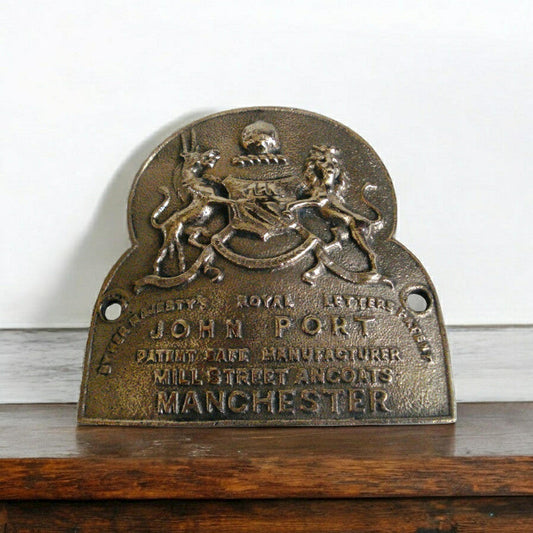 BY HER MAJESTY'S ROYAL LETTERS PATENT
JOHN PORT
PATENT SAFE MANUFACTURER
MILL STREET ANCOATS
MANCHESTER